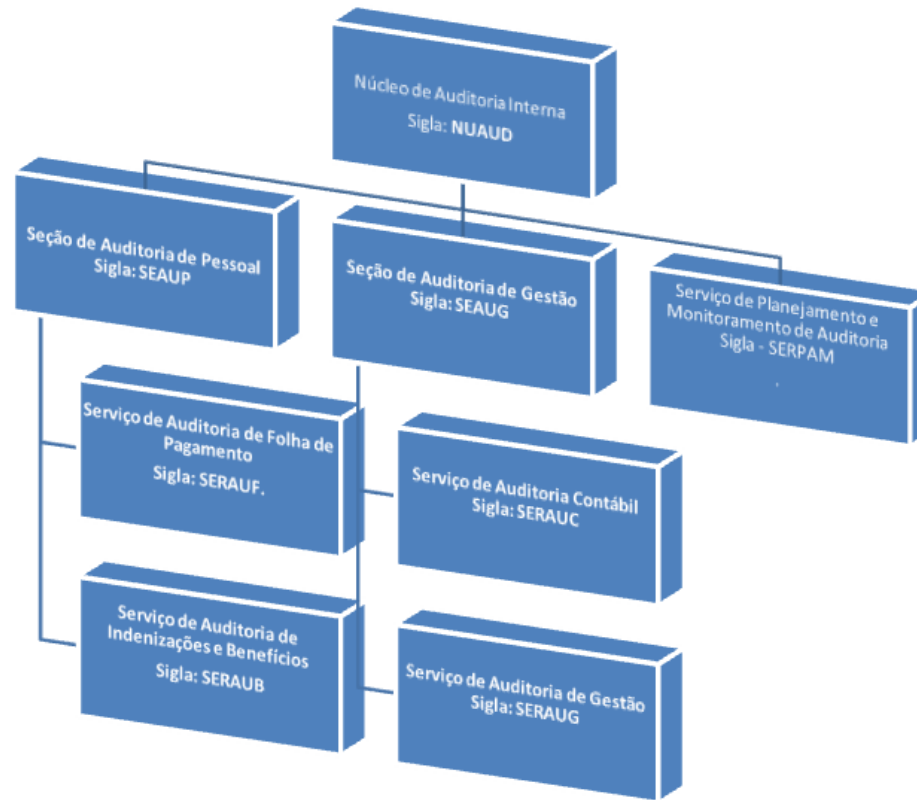 Núcleo de Auditoria Interna
Sigla: NUAUD
Seção de Auditoria de Pessoal
Sigla: SEAUP
Seção de Auditoria de Gestão
Sigla: SEAUG
Serviço de Planejamento e
Monitoramento de Auditoria
Sigla - SERPAM
.
Serviço de Auditoria de Folha de
Pagamento
Sigla: SERAUF.
Serviço de Auditoria Contábil
Sigla: SERAUC
Serviço de Auditoria de
Indenizações e Benefícios
Sigla: SERAUB
Serviço de Auditoria de Gestão
Sigla: SERAUG